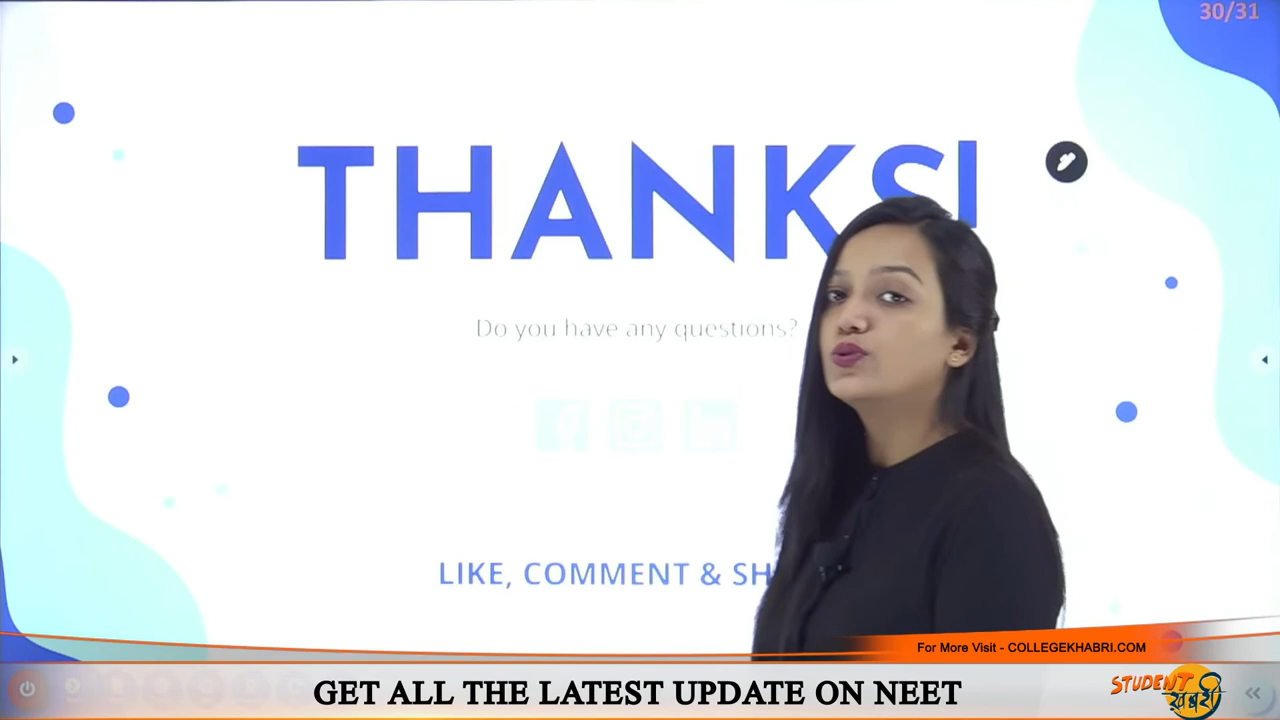 30/31
THANKS!
Do you have any questions?
LIKE, COMMENT & SH
For More Visit - COLLEGEKHABRI.COM
GET ALL THE LATEST UPDATE ON NEET
STUDENT
खबरी